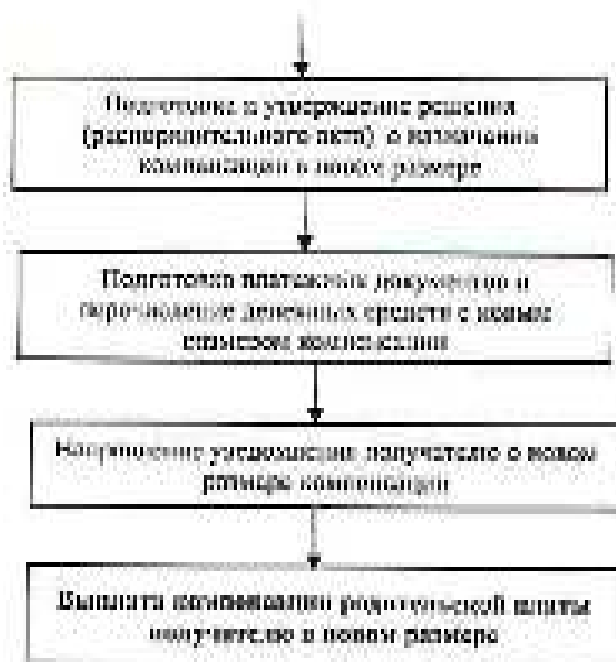 Подготовка и утверждение решения
(распорядительного акта) о назначении
компенсации в новом размере
Подготовка платежных документов и
перечисление денежных средств с новым
размером компенсации
Направление уведомления получателю о новом
размере компенсации
Выплата компенсации родительской платы
получателю в новом размере